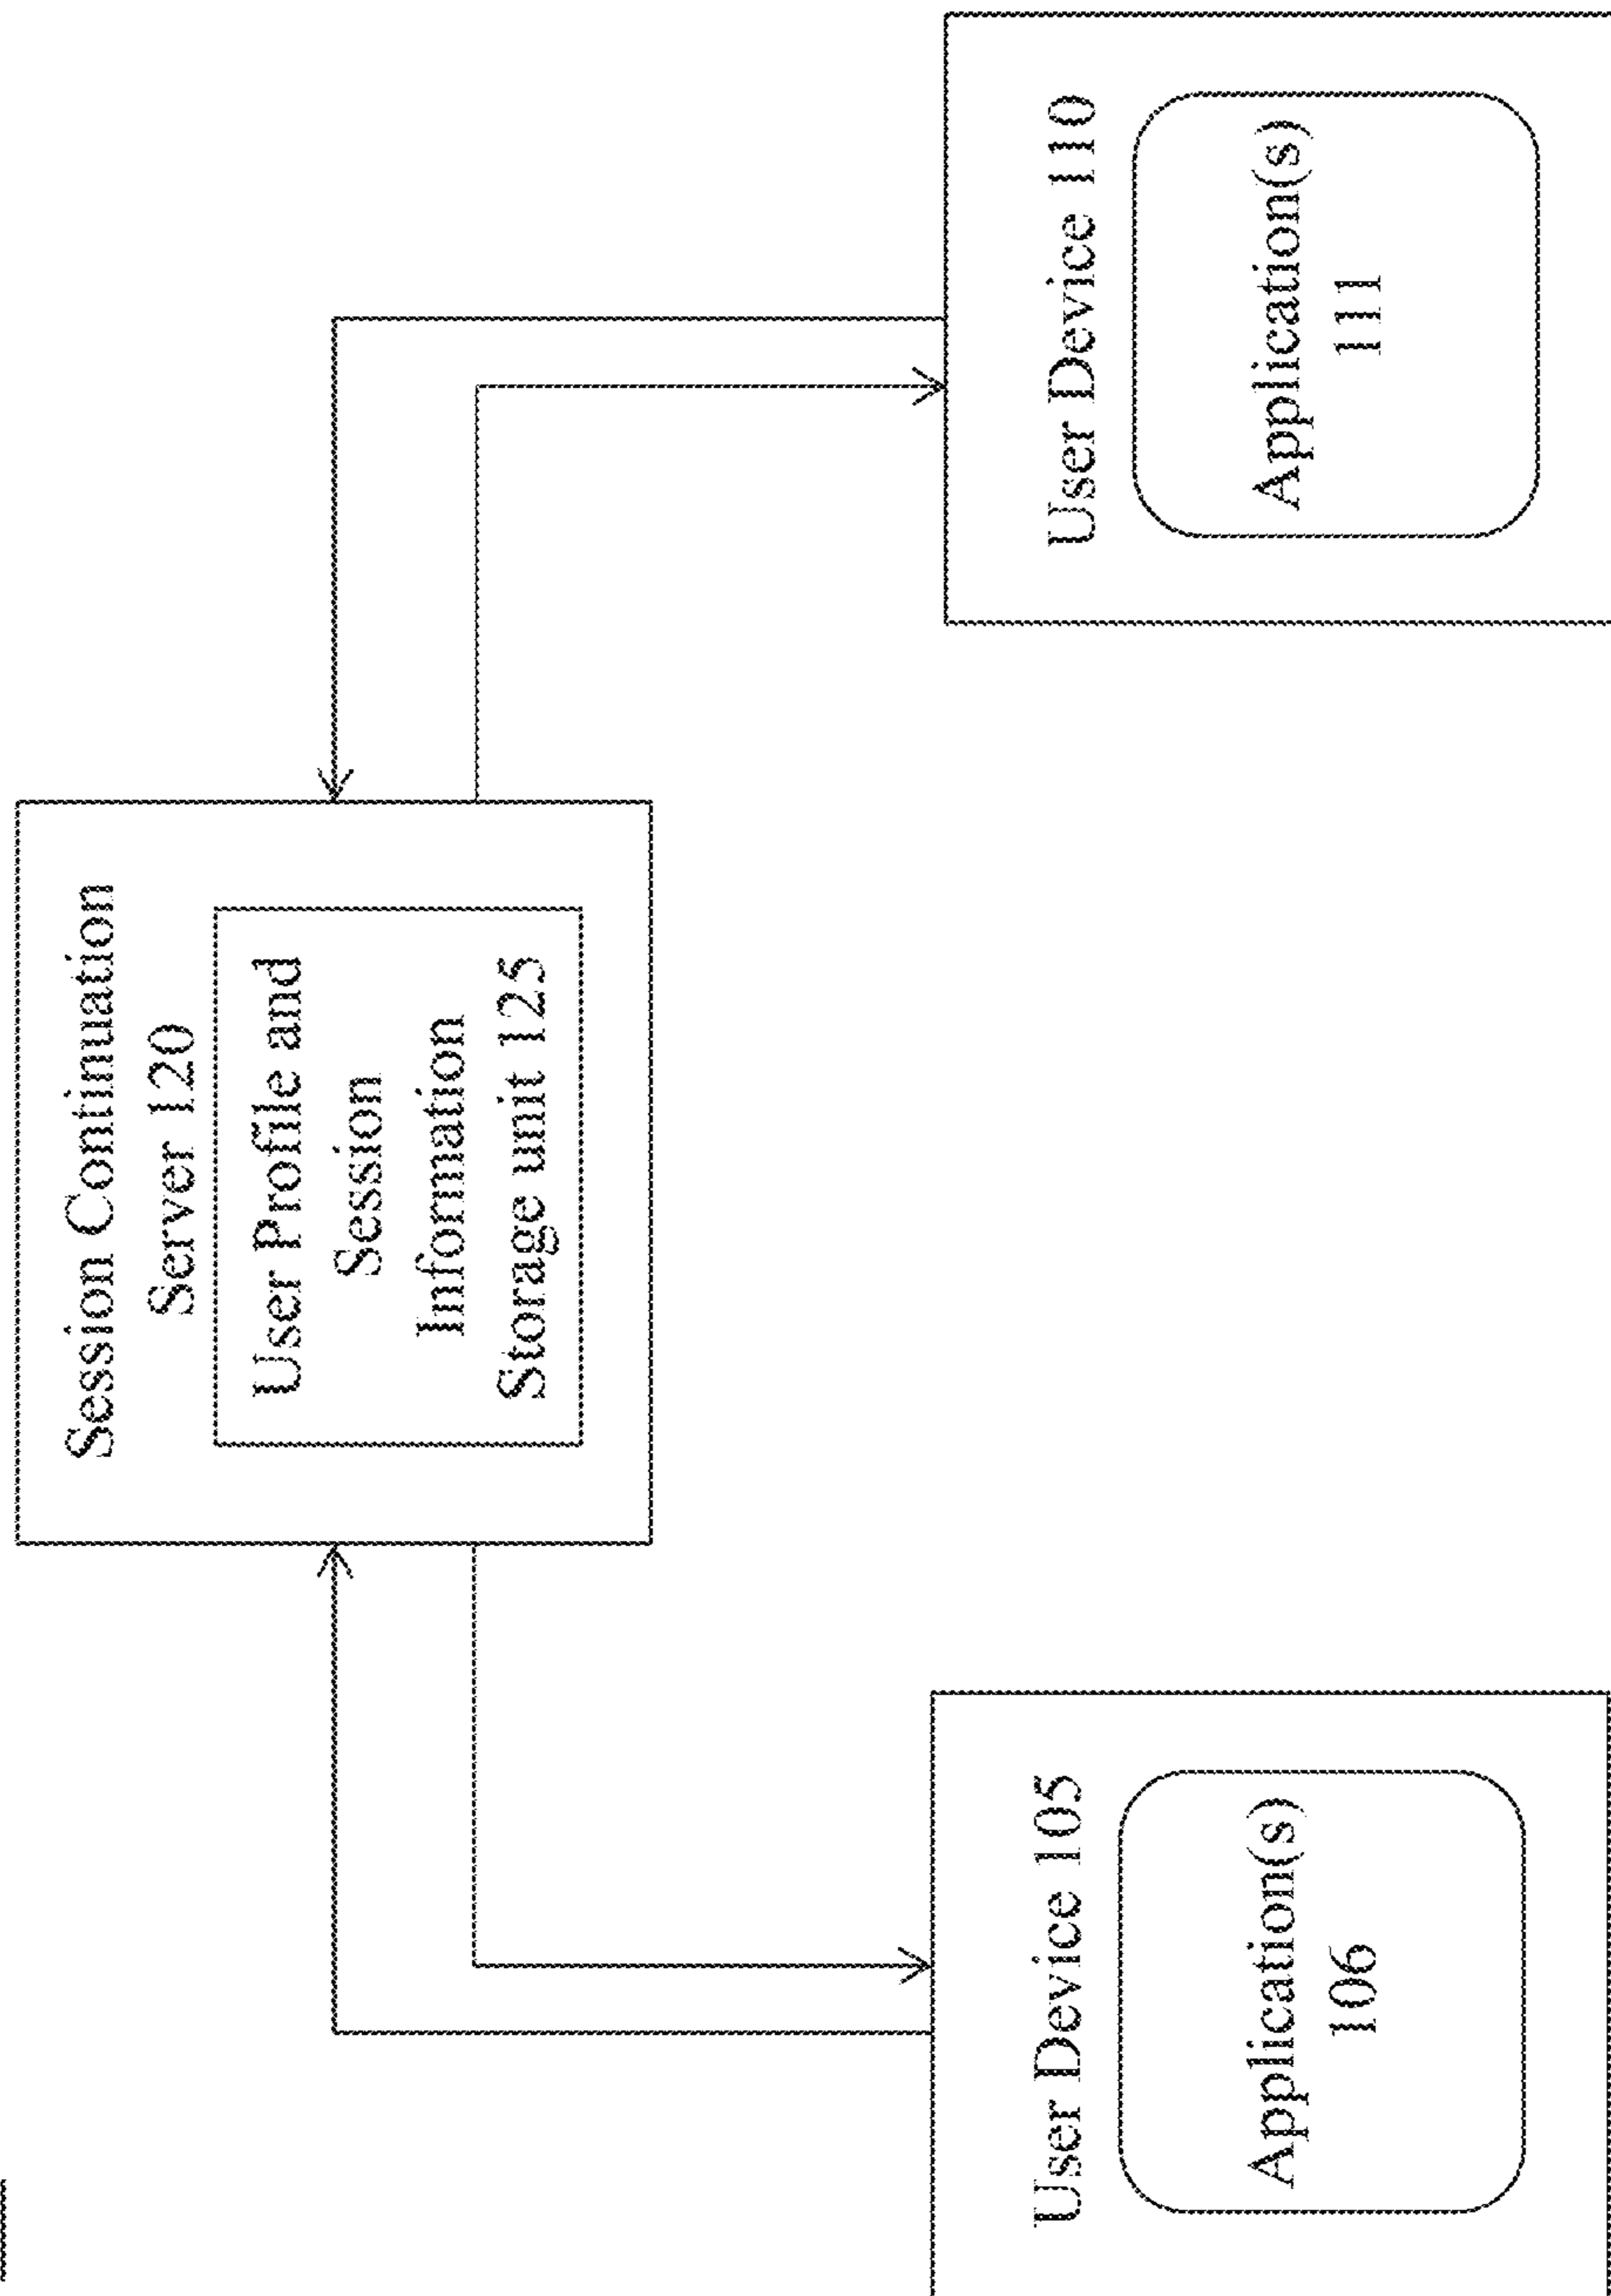 Session Continuation
Server 120
User Profile and
Session
Information
Storage unit 125
User Device 105
Application(s)
106
User Device 110
Application(s)
111